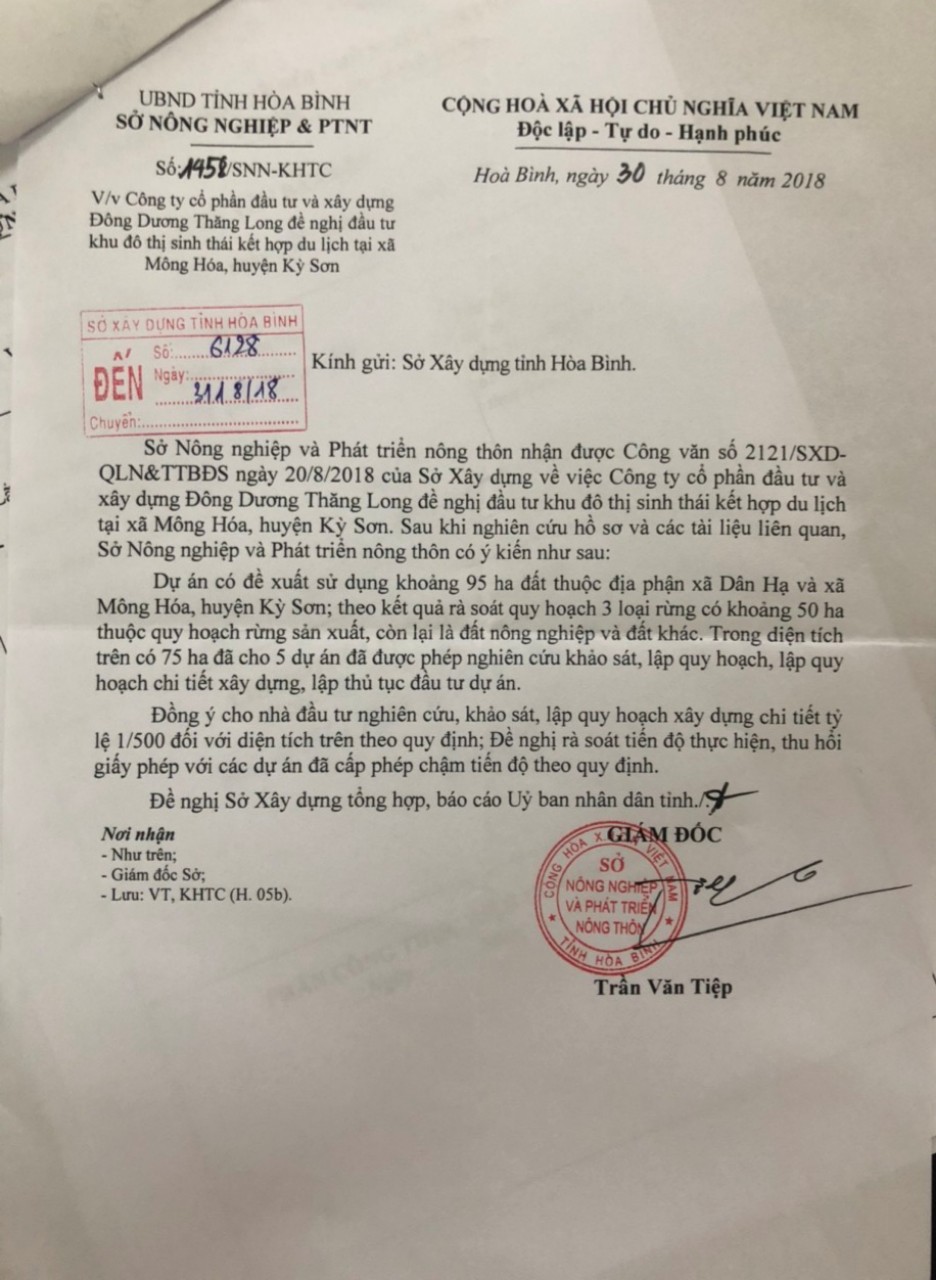 UBND TỈNH HÒA BÌNH
SỞ NÔNG NGHIỆP & PTNT
CỘNG HOÀ XÃ HỘI CHỦ NGHĨA VIỆT NAM
Độc lập - Tự do - Hạnh phúc
Số:1458/SNN-KHTC
Hoà Bình, ngày 30 tháng 8 năm 2018
V/v Công ty cổ phần đầu tư và xây dựng
Đông Dương Thăng Long đề nghị đầu tư
khu đô thị sinh thái kết hợp du lịch tại xã
Mông Hóa, huyện Kỳ Sơn
SỞ XÂY DỰNG TỈNH HÒA BÌNH
ĐẾN
Số:........6128.........
Ngày:..................
31/8/18
Chuyển:..............................
Kính gửi: Sở Xây dựng tỉnh Hòa Bình.
Sở Nông nghiệp và Phát triển nông thôn nhận được Công văn số 2121/SXD-
QLN&TTBĐS ngày 20/8/2018 của Sở Xây dựng về việc Công ty cổ phần đầu tư và
xây dựng Đông Dương Thăng Long đề nghị đầu tư khu đô thị sinh thái kết hợp du lịch
tại xã Mông Hóa, huyện Kỳ Sơn. Sau khi nghiên cứu hồ sơ và các tài liệu liên quan,
Sở Nông nghiệp và Phát triển nông thôn có ý kiến như sau:
Dự án có đề xuất sử dụng khoảng 95 ha đất thuộc địa phận xã Dân Hạ và xã
Mông Hóa, huyện Kỳ Sơn; theo kết quả rà soát quy hoạch 3 loại rừng có khoảng 50 ha
thuộc quy hoạch rừng sản xuất, còn lại là đất nông nghiệp và đất khác. Trong diện tích
trên có 75 ha đã cho 5 dự án đã được phép nghiên cứu khảo sát, lập quy hoạch, lập quy
hoạch chi tiết xây dựng, lập thủ tục đầu tư dự án.
Đồng ý cho nhà đầu tư nghiên cứu, khảo sát, lập quy hoạch xây dựng chi tiết tỷ
lệ 1/500 đối với diện tích trên theo quy định; Đề nghị rà soát tiến độ thực hiện, thu hồi
giấy phép với các dự án đã cấp phép chậm tiến độ theo quy định.
Đề nghị Sở Xây dựng tổng hợp, báo cáo Uỷ ban nhân dân tỉnh./.
Nơi nhận
- Như trên;
- Giám đốc Sở;
- Lưu: VT, KHTC (H. 05b).
GIÁM ĐỐC
CỘNG HÒA X.H.C.N VIỆT NAM
SỞ
NÔNG NGHIỆP
VÀ PHÁT TRIỂN
NÔNG THÔN
TỈNH HÒA BÌNH
Trần Văn Tiệp